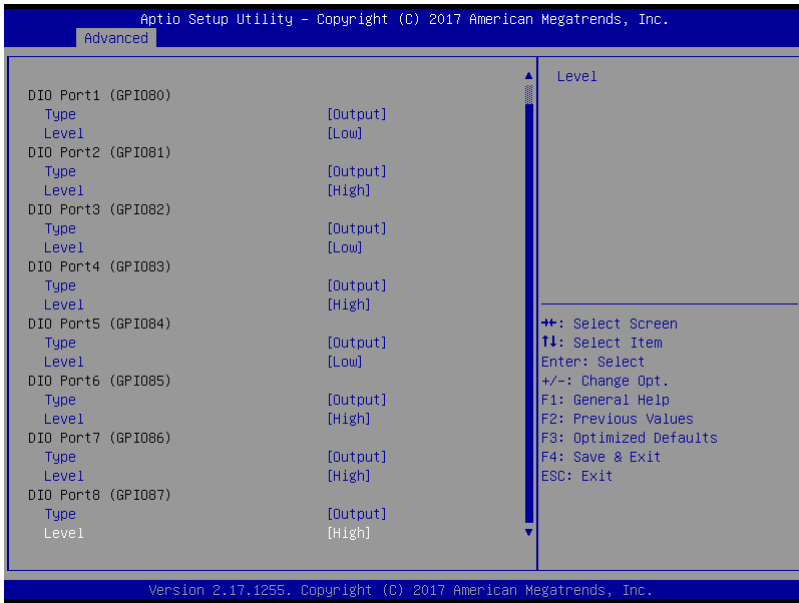 Aptio Setup Utility – Copyright (C) 2017 American Megatrends, Inc.
Advanced
DIO Port1 (GPIO80)
Type [Output]
Level [Low]
DIO Port2 (GPIO81)
Type [Output]
Level [High]
DIO Port3 (GPIO82)
Type [Output]
Level [Low]
DIO Port4 (GPIO83)
Type [Output]
Level [High]
DIO Port5 (GPIO84)
Type [Output]
Level [Low]
DIO Port6 (GPIO85)
Type [Output]
Level [High]
DIO Port7 (GPIO86)
Type [Output]
Level [High]
DIO Port8 (GPIO87)
Type [Output]
Level [High]
Level
→←: Select Screen
↑↓: Select Item
Enter: Select
+/-: Change Opt.
F1: General Help
F2: Previous Values
F3: Optimized Defaults
F4: Save & Exit
ESC: Exit
Version 2.17.1255. Copyright (C) 2017 American Megatrends, Inc.